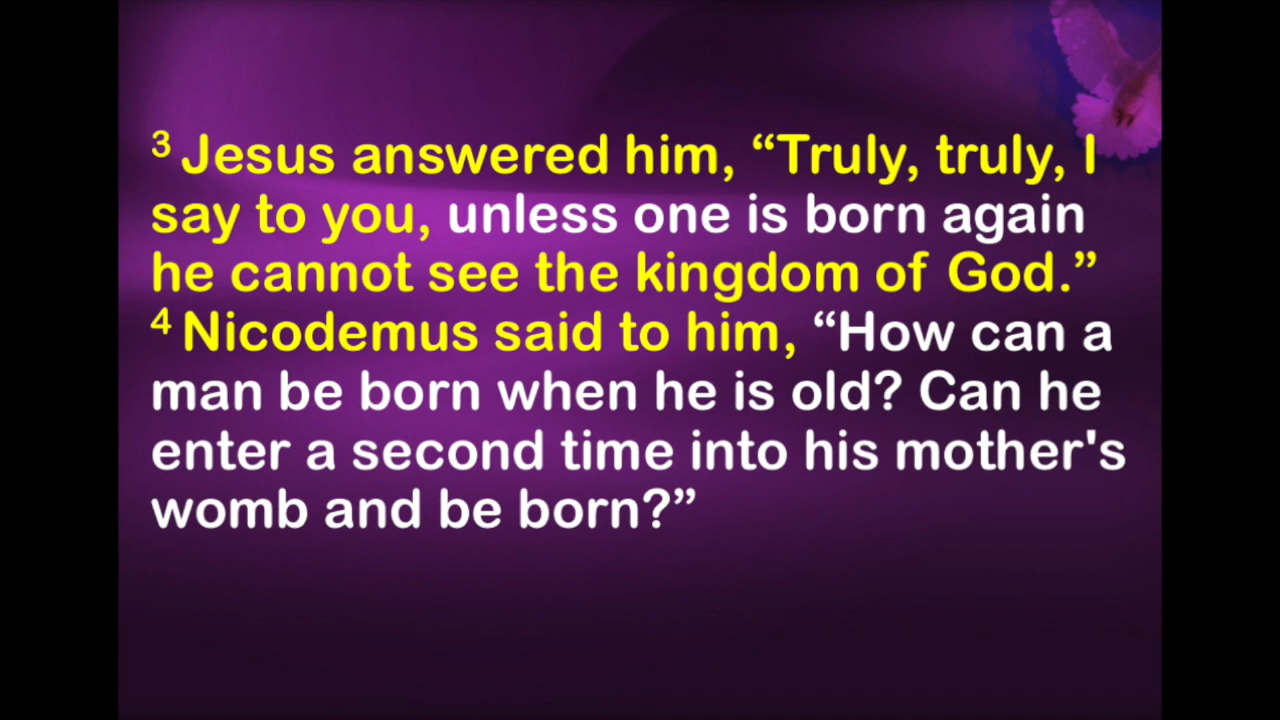 3 Jesus answered him, “Truly, truly, I
say to you, unless one is born again
he cannot see the kingdom of God.”
4 Nicodemus said to him, “How can a
man be born when he is old? Can he
enter a second time into his mother's
womb and be born?”